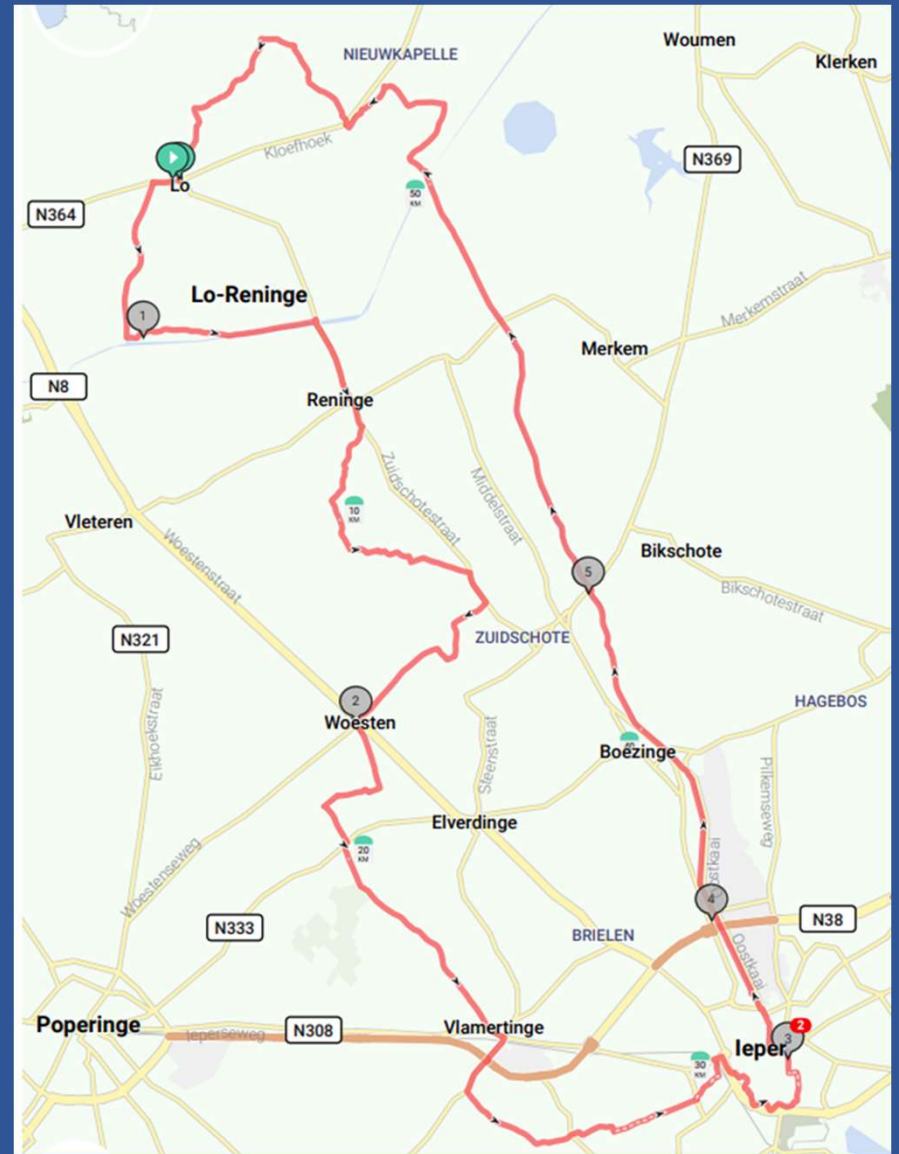 Woumen
NIEUWKAPELLE
Klerken
Kloefhoek
N369
Lo
50
KM
N364
Lo-Reninge
Merkemstraat
1
Merkem
N8
Reninge
Zuidschotestraat
Middelstraat
10
KM
Vleteren
Woestenstraat
Bikschote
5
Bikschotestraat
N321
ZUIDSCHOTE
Eikhoekstraat
2
HAGEBOS
Woesten
Steenstraat
Boezinge
Pilkemseweg
Elverdinge
20
KM
Woestenseweg
4
N333
BRIELEN
N38
Oostkaai
Poperinge
Ieperseweg
N308
Vlamertinge
2
3
Ieper
30
KM